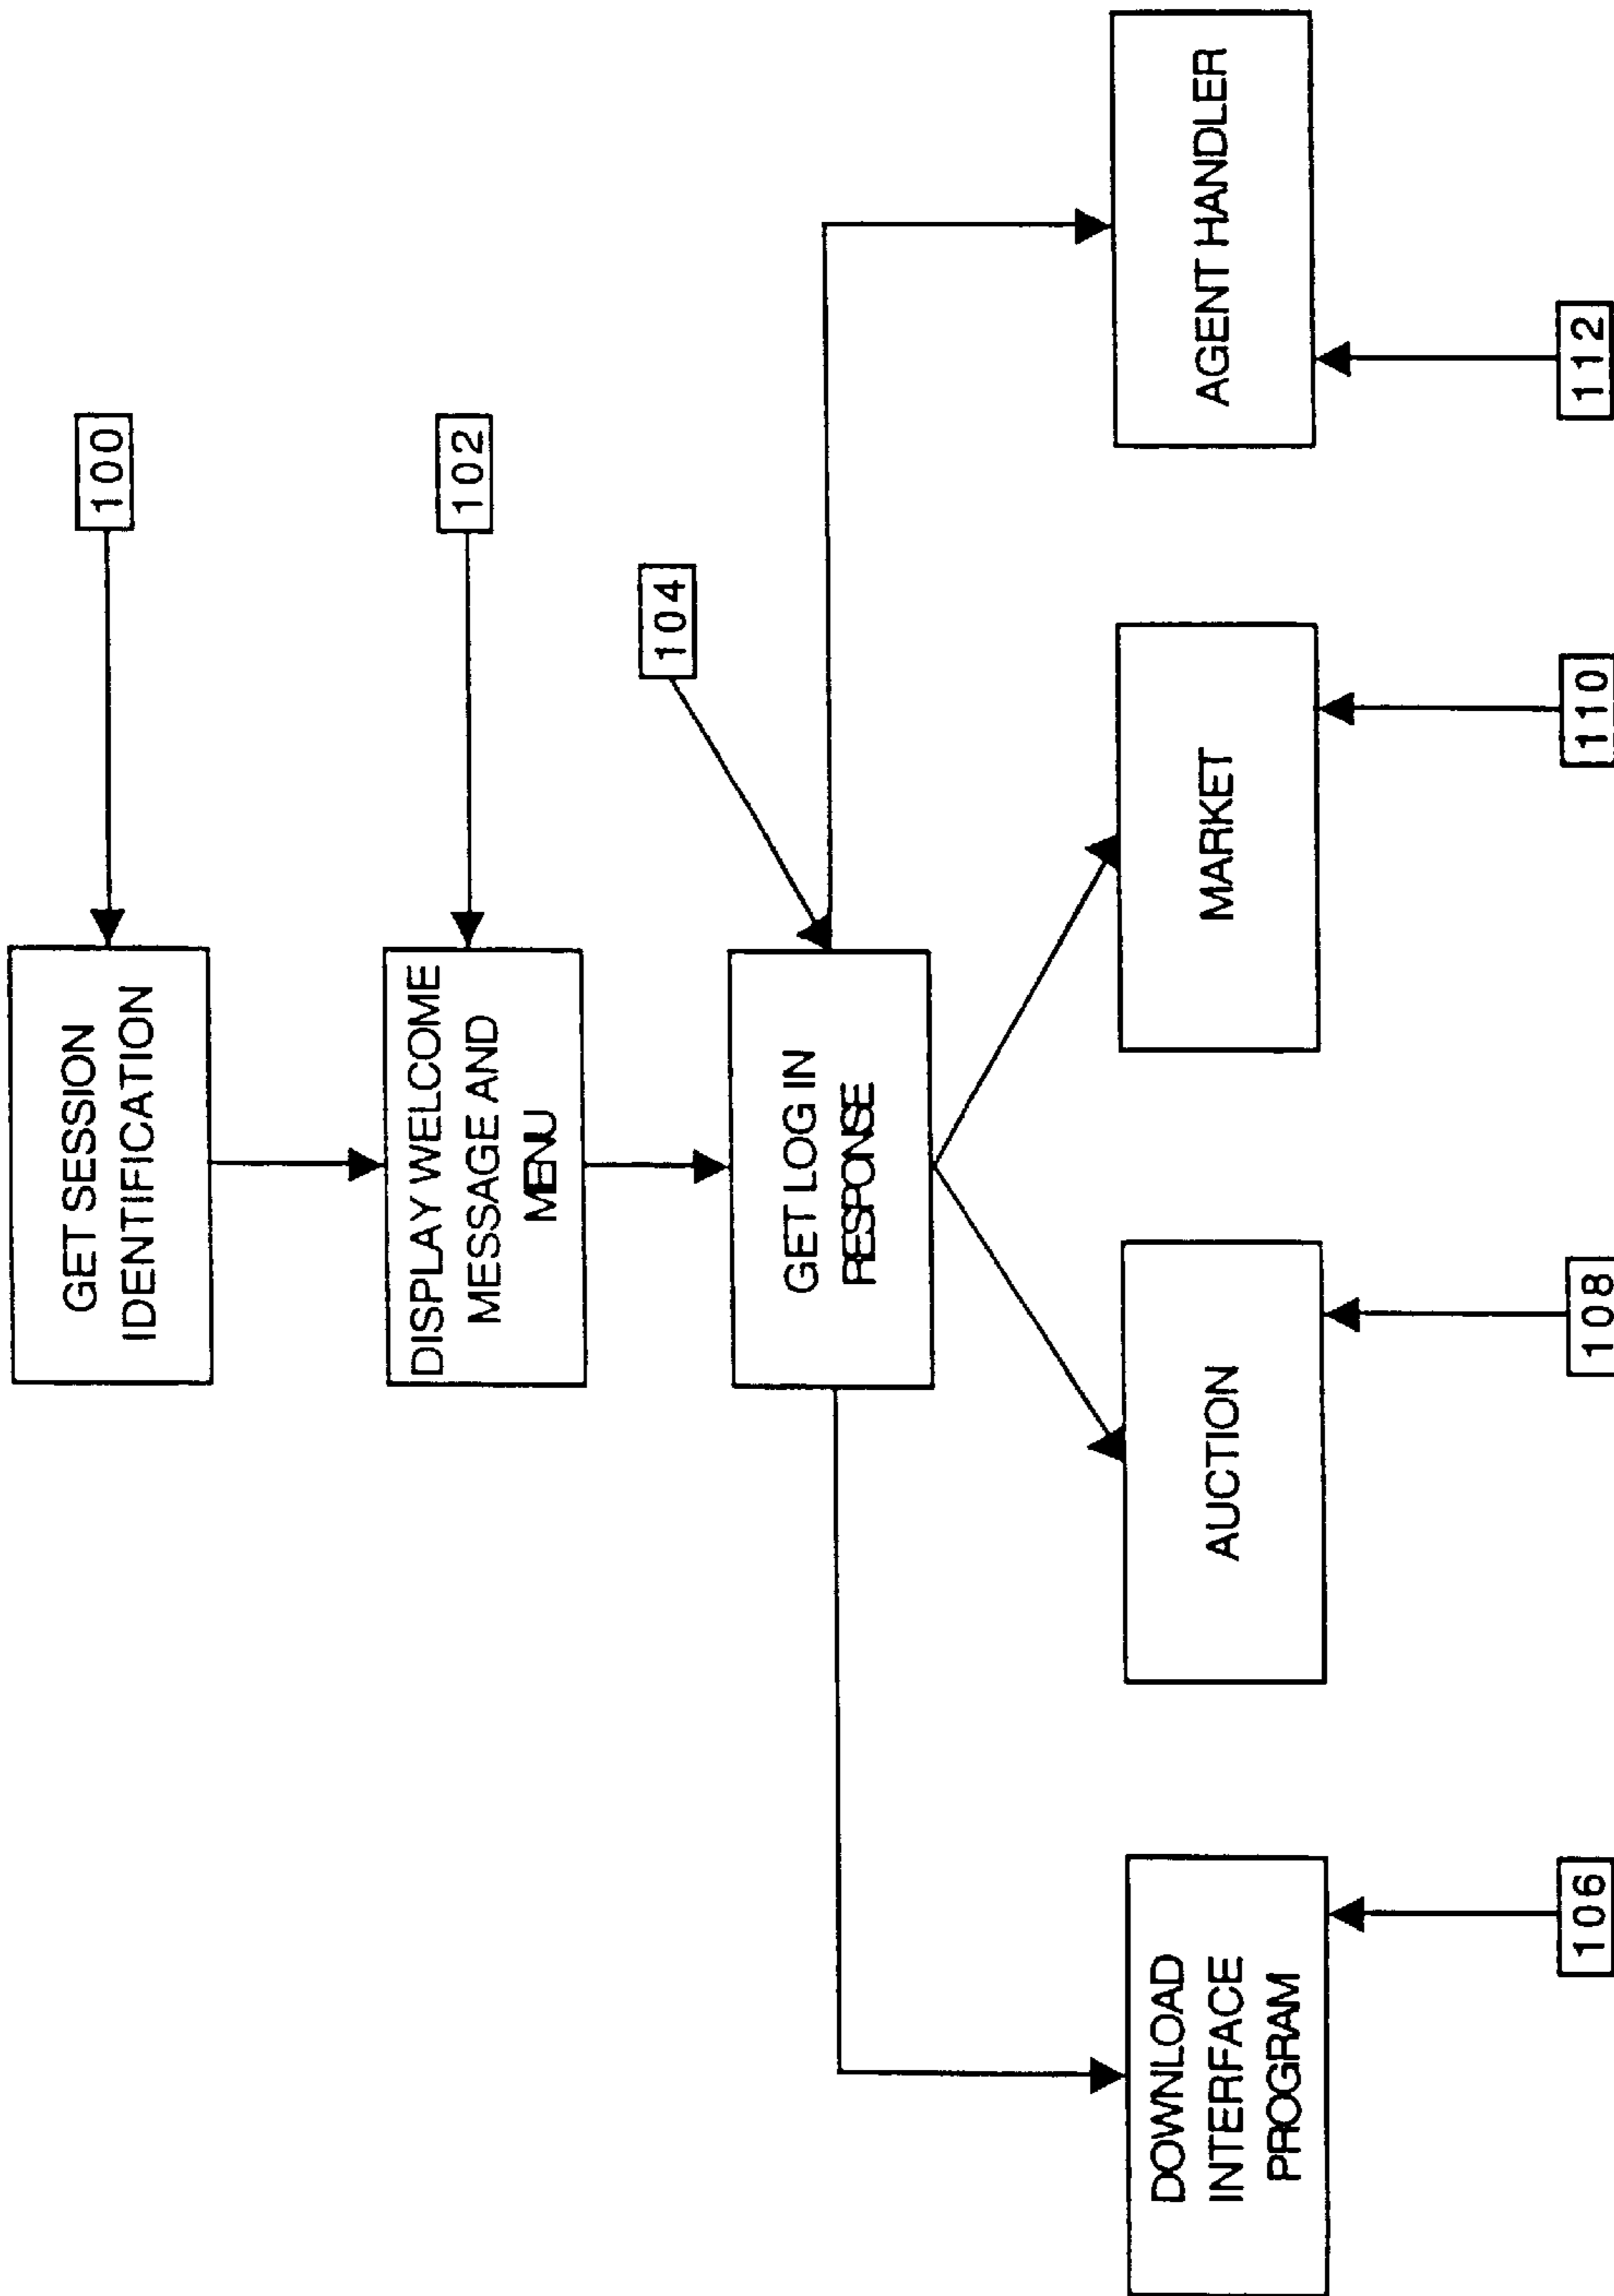 GET SESSION
IDENTIFICATION
100
DISPLAY WELCOME
MESSAGE AND
MENU
102
GET LOG IN
RESPONSE
104
DOWNLOAD
INTERFACE
PROGRAM
106
AUCTION
108
MARKET
110
AGENT HANDLER
112